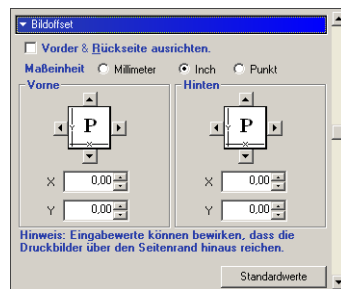 Bildoffset
Vorder & Rückseite ausrichten.
Maßeinheit Millimeter Inch Punkt
Vorne Hinten
Y P Y P
X X
X 0,00 X 0,00
Y 0,00 Y 0,00
Hinweis: Eingabewerte können bewirken, dass die
Druckbilder über den Seitenrand hinaus reichen.
Standardwerte